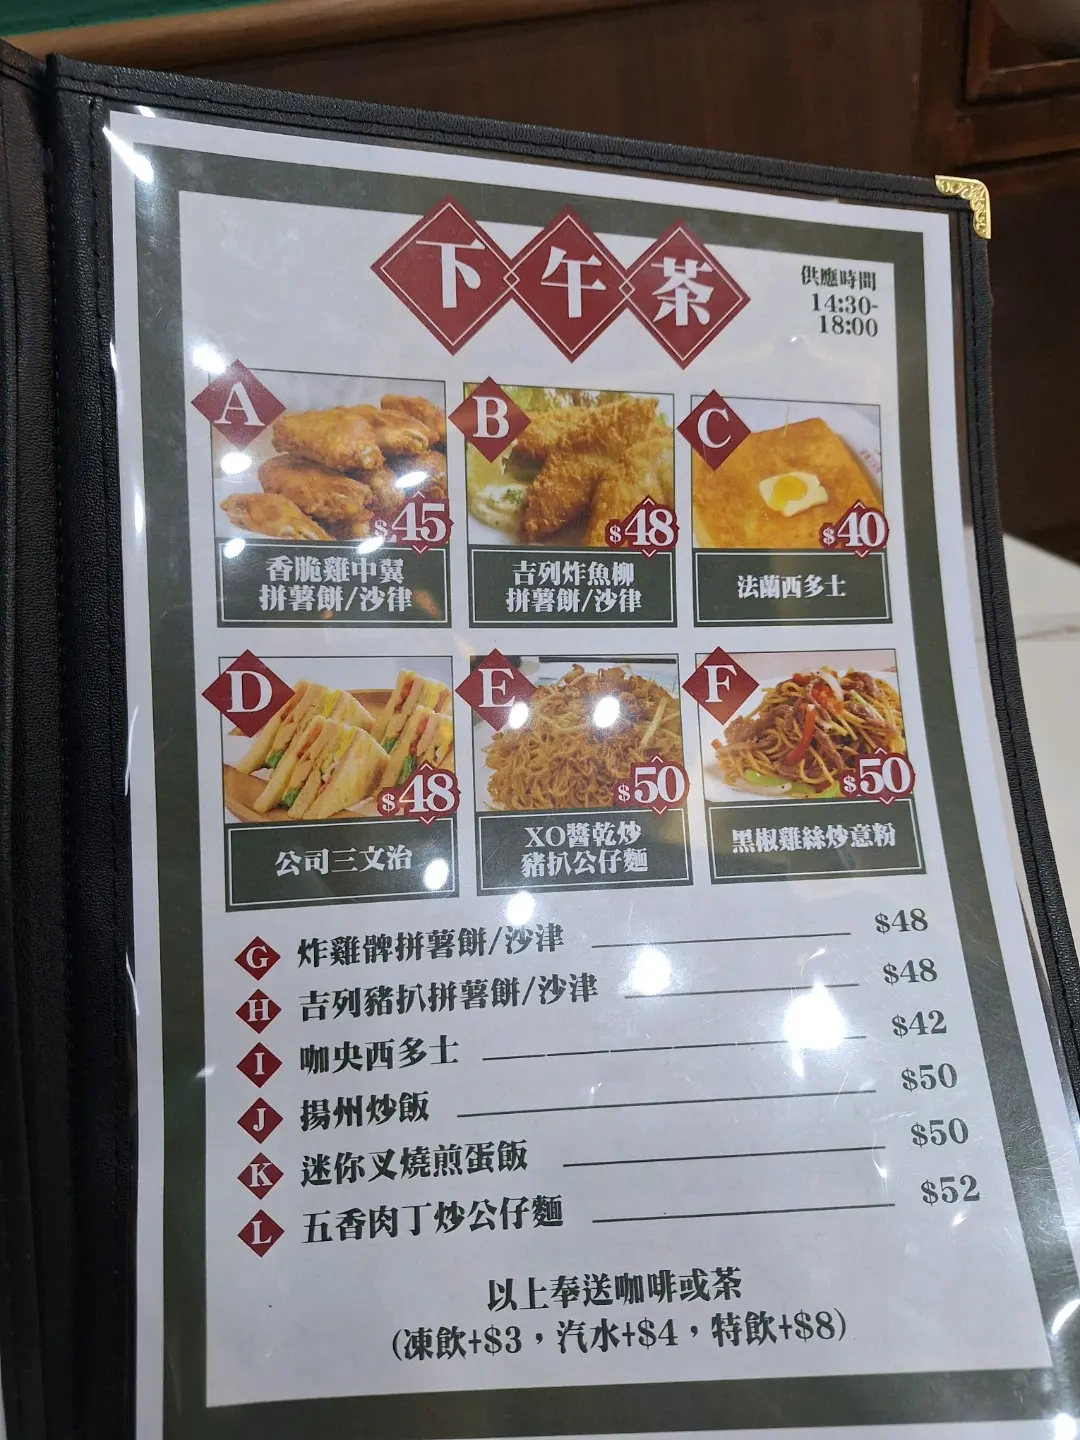 下午茶
供應時間
14:30-
18:00
A
$45
香脆雞中翼
拼薯餅/沙律
B
$48
吉列炸魚柳
拼薯餅/沙律
C
$40
法蘭西多士
D
$48
公司三文治
E
$50
XO醬乾炒
豬扒公仔麵
F
$50
黑椒雞絲炒意粉
G 炸雞髀拼薯餅/沙津 $48
H 吉列豬扒拼薯餅/沙津 $48
I 咖央西多士 $42
J 揚州炒飯 $50
K 迷你叉燒煎蛋飯 $50
L 五香肉丁炒公仔麵 $52
以上奉送咖啡或茶
(凍飲+$3，汽水+$4，特飲+$8)